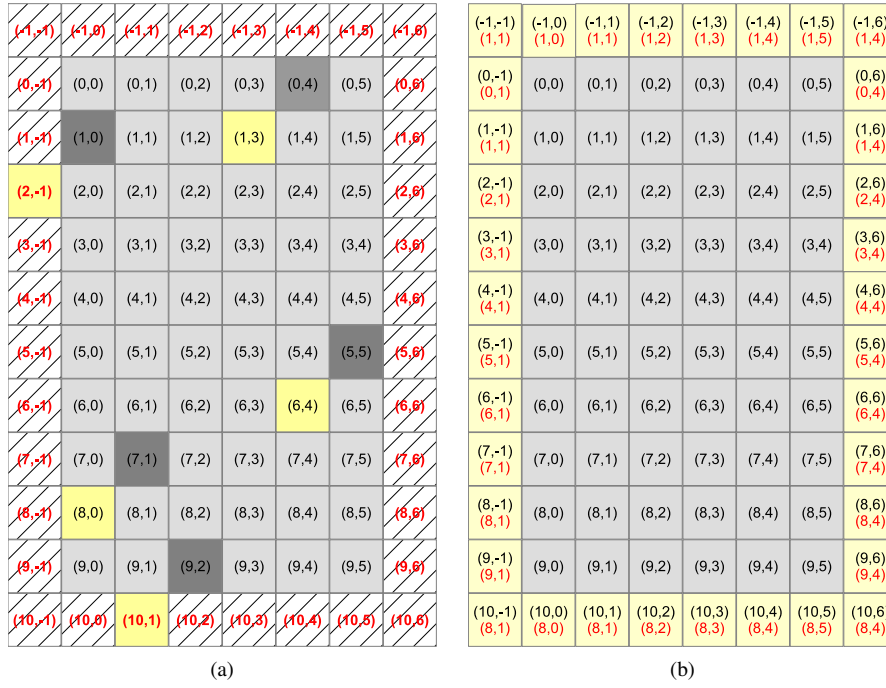 (-1,-1) (-1,0) (-1,1) (-1,2) (-1,3) (-1,4) (-1,5) (-1,6)
(0,-1) (0,0) (0,1) (0,2) (0,3) (0,4) (0,5) (0,6)
(1,-1) (1,0) (1,1) (1,2) (1,3) (1,4) (1,5) (1,6)
(2,-1) (2,0) (2,1) (2,2) (2,3) (2,4) (2,5) (2,6)
(3,-1) (3,0) (3,1) (3,2) (3,3) (3,4) (3,4) (3,6)
(4,-1) (4,0) (4,1) (4,2) (4,3) (4,4) (4,5) (4,6)
(5,-1) (5,0) (5,1) (5,2) (5,3) (5,4) (5,5) (5,6)
(6,-1) (6,0) (6,1) (6,2) (6,3) (6,4) (6,5) (6,6)
(7,-1) (7,0) (7,1) (7,2) (7,3) (7,4) (7,5) (7,6)
(8,-1) (8,0) (8,1) (8,2) (8,3) (8,4) (8,5) (8,6)
(9,-1) (9,0) (9,1) (9,2) (9,3) (9,4) (9,5) (9,6)
(10,-1) (10,0) (10,1) (10,2) (10,3) (10,4) (10,5) (10,6)
(a)
(-1,-1) (-1,0) (-1,1) (-1,2) (-1,3) (-1,4) (-1,5) (-1,6)
(1,1) (1,0) (1,1) (1,2) (1,3) (1,4) (1,5) (1,4)
(0,-1) (0,0) (0,1) (0,2) (0,3) (0,4) (0,5) (0,6)
(0,1) (0,4)
(1,-1) (1,0) (1,1) (1,2) (1,3) (1,4) (1,5) (1,6)
(1,1) (1,4)
(2,-1) (2,0) (2,1) (2,2) (2,3) (2,4) (2,5) (2,6)
(2,1) (2,4)
(3,-1) (3,0) (3,1) (3,2) (3,3) (3,4) (3,4) (3,6)
(3,1) (3,4)
(4,-1) (4,0) (4,1) (4,2) (4,3) (4,4) (4,5) (4,6)
(4,1) (4,4)
(5,-1) (5,0) (5,1) (5,2) (5,3) (5,4) (5,5) (5,6)
(5,1) (5,4)
(6,-1) (6,0) (6,1) (6,2) (6,3) (6,4) (6,5) (6,6)
(6,1) (6,4)
(7,-1) (7,0) (7,1) (7,2) (7,3) (7,4) (7,5) (7,6)
(7,1) (7,4)
(8,-1) (8,0) (8,1) (8,2) (8,3) (8,4) (8,5) (8,6)
(8,1) (8,4)
(9,-1) (9,0) (9,1) (9,2) (9,3) (9,4) (9,5) (9,6)
(9,1) (9,4)
(10,-1) (10,0) (10,1) (10,2) (10,3) (10,4) (10,5) (10,6
(8,1) (8,0) (8,1) (8,2) (8,3) (8,4) (8,5) (8,4)
(b)